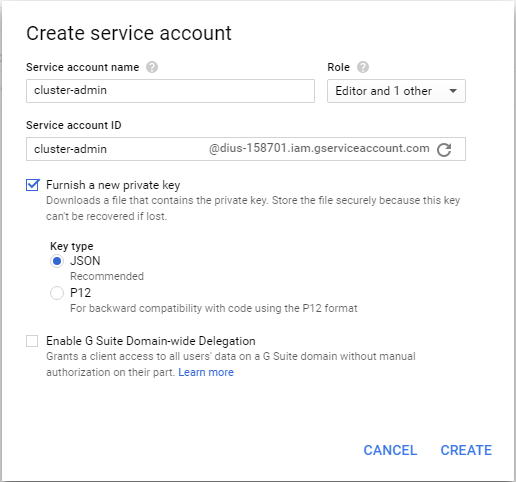 Create service account
Service account name ?
Role ?
cluster-admin
Editor and 1 other
Service account ID
cluster-admin
@dius-158701.iam.gserviceaccount.com
Furnish a new private key
Downloads a file that contains the private key. Store the file securely because this key
can't be recovered if lost.
Key type
JSON
Recommended
P12
For backward compatibility with code using the P12 format
Enable G Suite Domain-wide Delegation
Grants a client access to all users' data on a G Suite domain without manual
authorization on their part. Learn more
CANCEL
CREATE